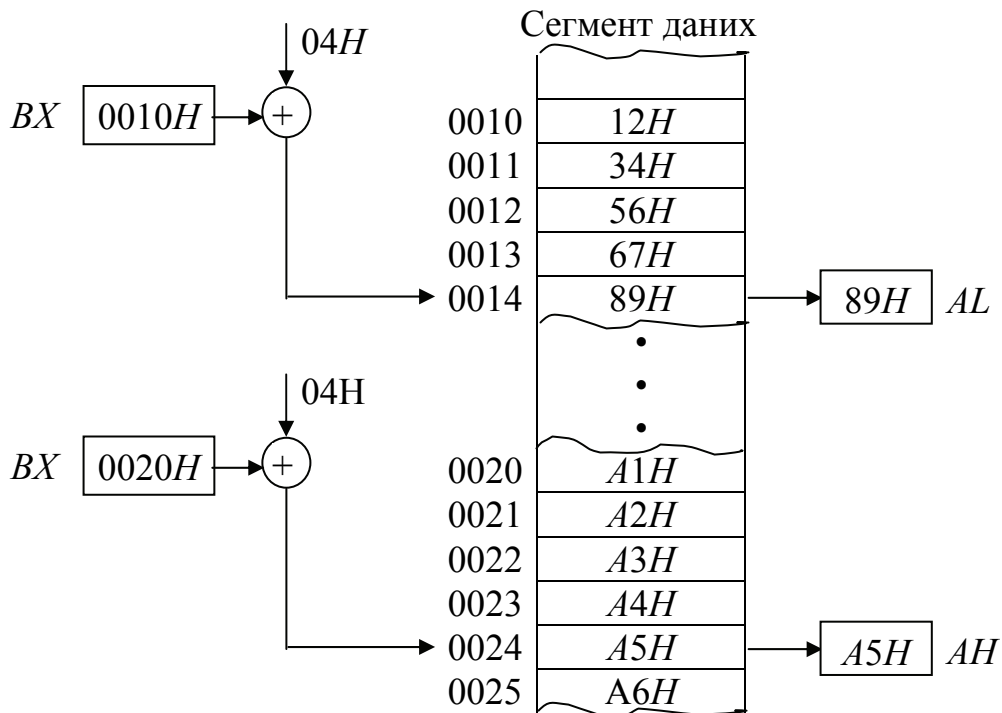 Сегмент даних
04H
BX 0010H +
0010 12H
0011 34H
0012 56H
0013 67H
0014 89H 89H AL
04H
BX 0020H +
0020 A1H
0021 A2H
0022 A3H
0023 A4H
0024 A5H A5H AH
0025 A6H